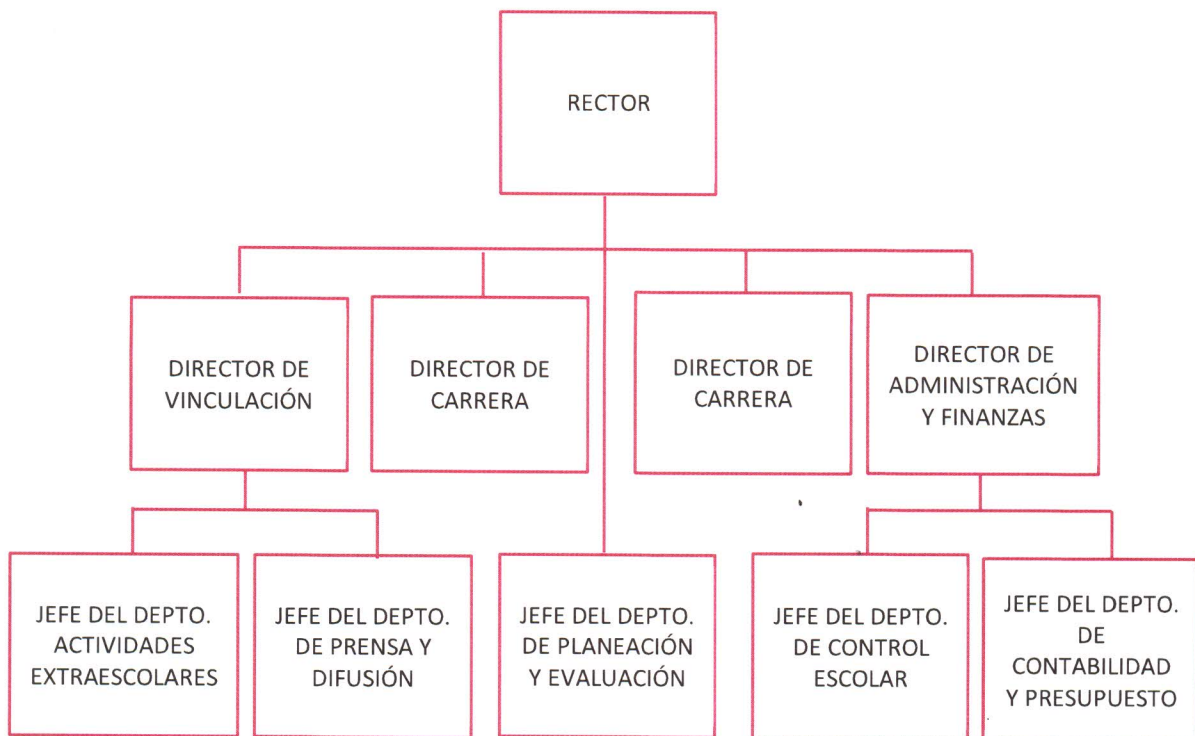 RECTOR
DIRECTOR DE
VINCULACIÓN
DIRECTOR DE
CARRERA
DIRECTOR DE
CARRERA
DIRECTOR DE
ADMINISTRACIÓN
Y FINANZAS
JEFE DEL DEPTO.
ACTIVIDADES
EXTRAESCOLARES
JEFE DEL DEPTO.
DE PRENSA Y
DIFUSIÓN
JEFE DEL DEPTO.
DE PLANEACIÓN
Y EVALUACIÓN
JEFE DEL DEPTO.
DE CONTROL
ESCOLAR
JEFE DEL DEPTO.
DE
CONTABILIDAD
Y PRESUPUESTO